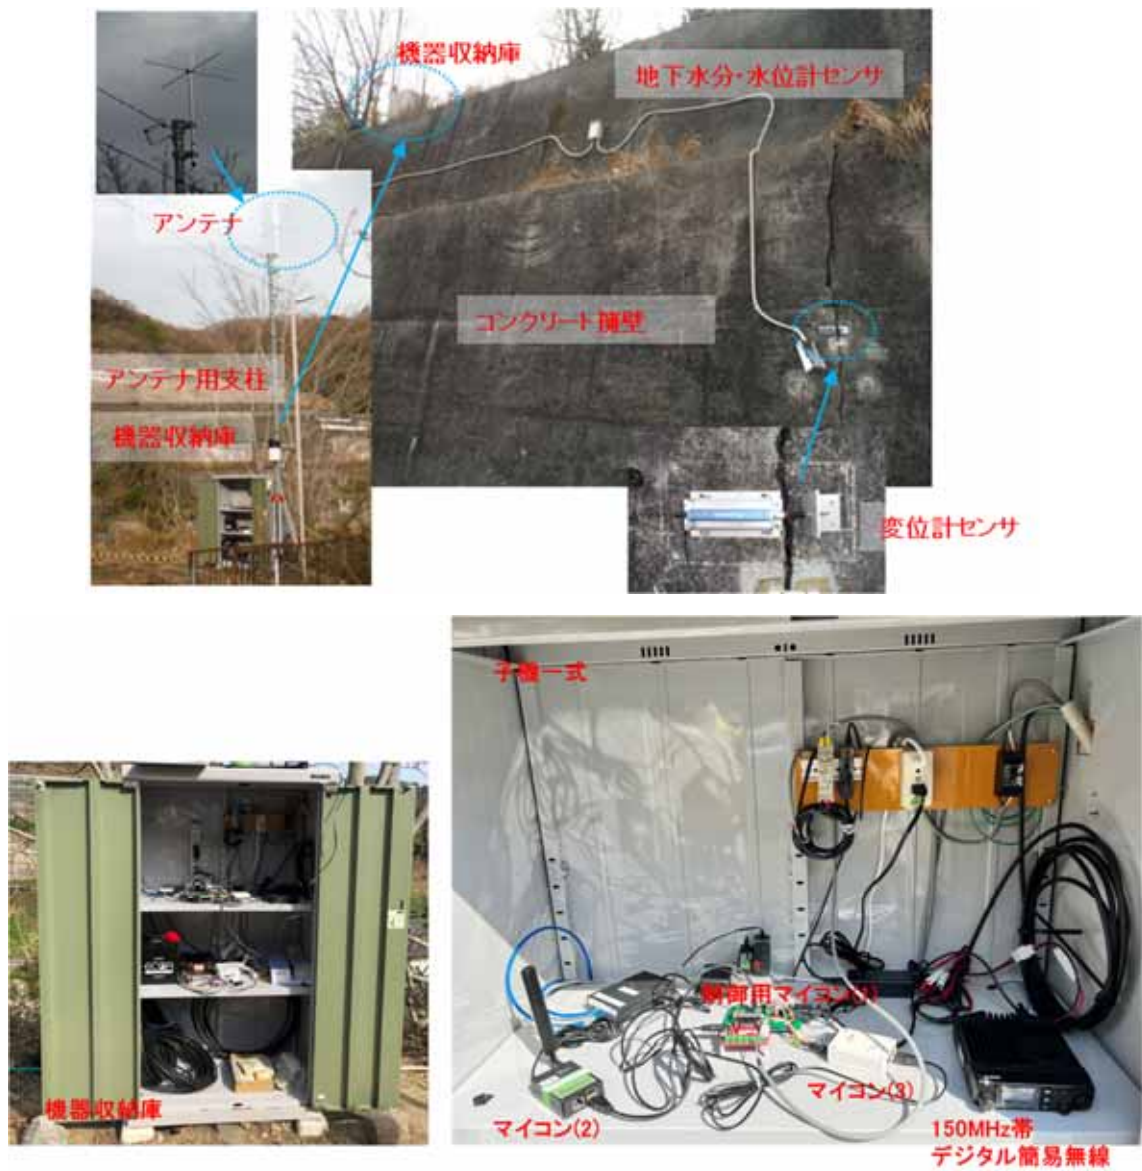 機器収納庫
地下水分・水位計センサ
アンテナ
コンクリート擁壁
アンテナ用支柱
機器収納庫
変位計センサ
子機一式
制御用マイコン(1)
マイコン(3)
機器収納庫
マイコン(2)
150MHz帯
デジタル簡易無線